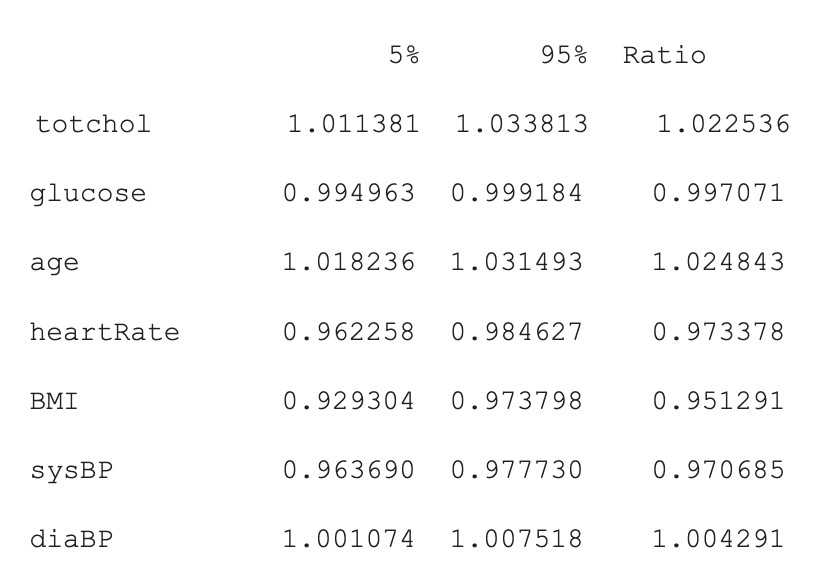 5% 95% Ratio
totchol 1.011381 1.033813 1.022536
glucose 0.994963 0.999184 0.997071
age 1.018236 1.031493 1.024843
heartRate 0.962258 0.984627 0.973378
BMI 0.929304 0.973798 0.951291
sysBP 0.963690 0.977730 0.970685
diaBP 1.001074 1.007518 1.004291